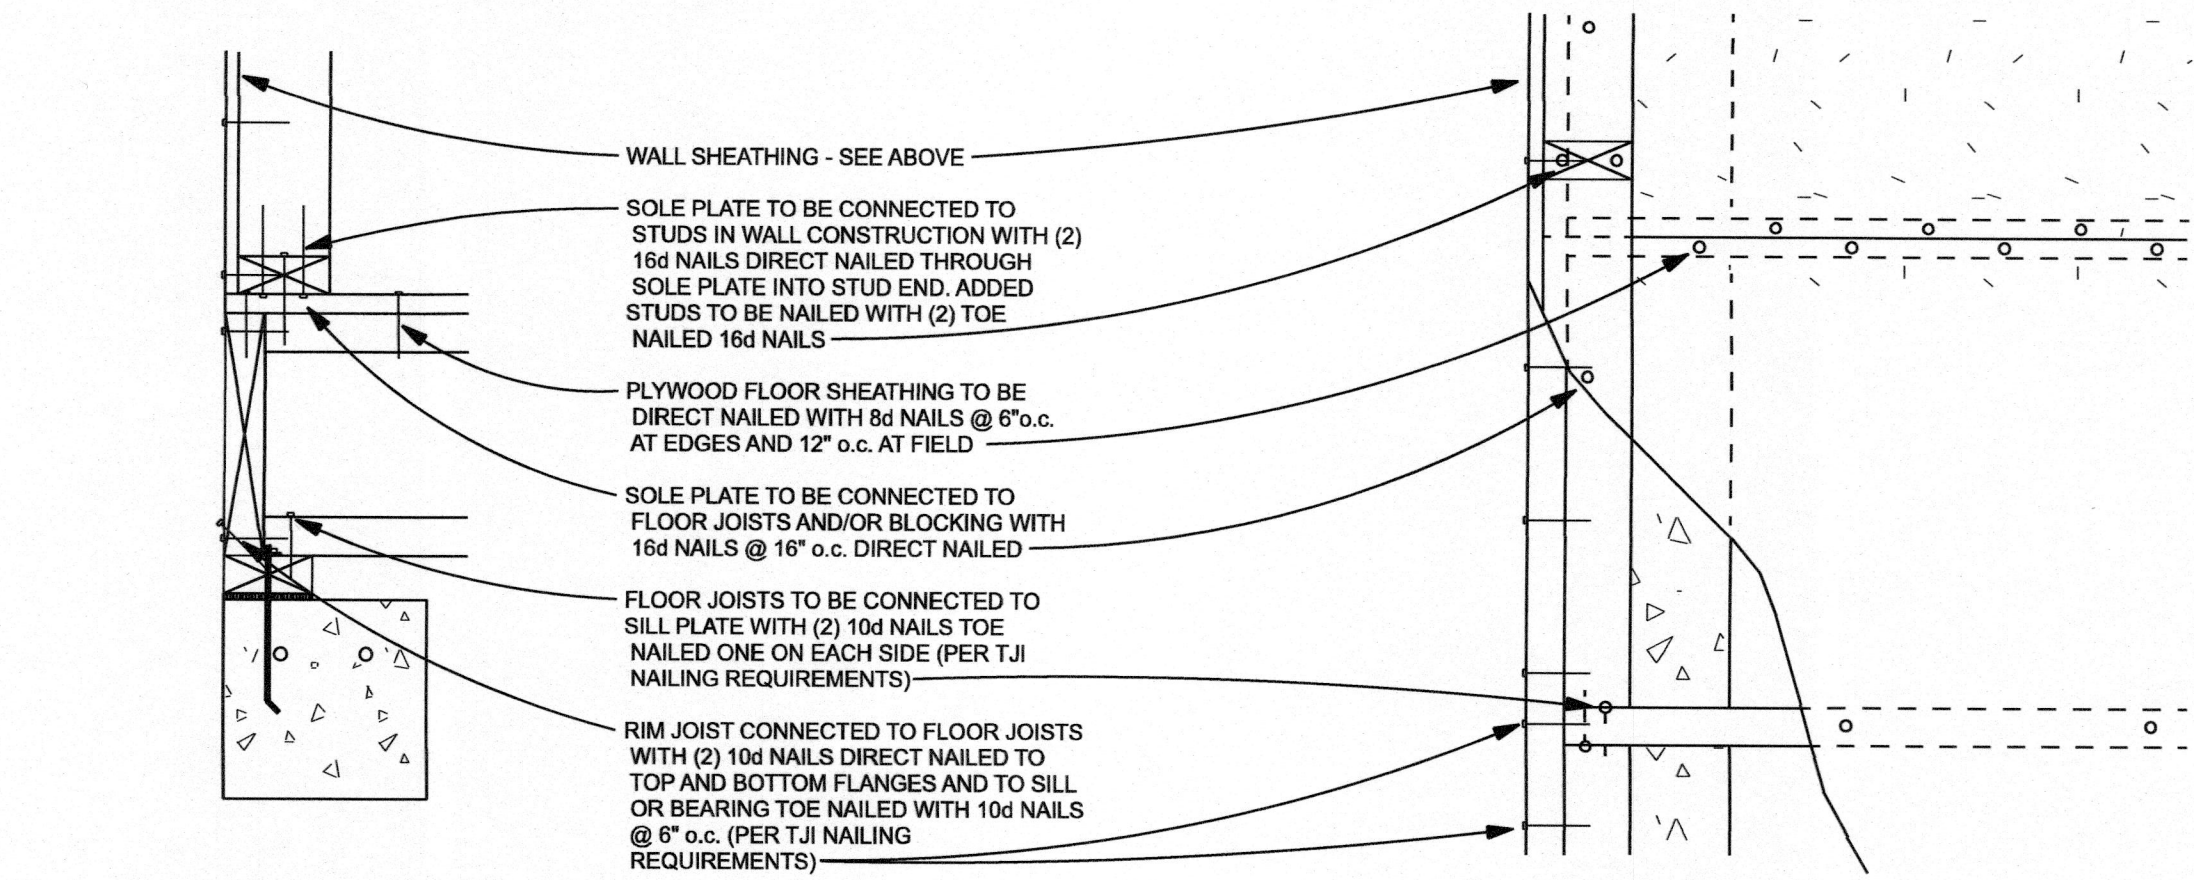 WALL SHEATHING - SEE ABOVE
SOLE PLATE TO BE CONNECTED TO
STUDS IN WALL CONSTRUCTION WITH (2)
16d NAILS DIRECT NAILED THROUGH
SOLE PLATE INTO STUD END. ADDED
STUDS TO BE NAILED WITH (2) TOE
NAILED 16d NAILS
PLYWOOD FLOOR SHEATHING TO BE
DIRECT NAILED WITH 8d NAILS @ 6"o.c.
AT EDGES AND 12" o.c. AT FIELD
SOLE PLATE TO BE CONNECTED TO
FLOOR JOISTS AND/OR BLOCKING WITH
16d NAILS @ 16" o.c. DIRECT NAILED
FLOOR JOISTS TO BE CONNECTED TO
SILL PLATE WITH (2) 10d NAILS TOE
NAILED ONE ON EACH SIDE (PER TJI
NAILING REQUIREMENTS)
RIM JOIST CONNECTED TO FLOOR JOISTS
WITH (2) 10d NAILS DIRECT NAILED TO
TOP AND BOTTOM FLANGES AND TO SILL
OR BEARING TOE NAILED WITH 10d NAILS
@ 6" o.c. (PER TJI NAILING
REQUIREMENTS)